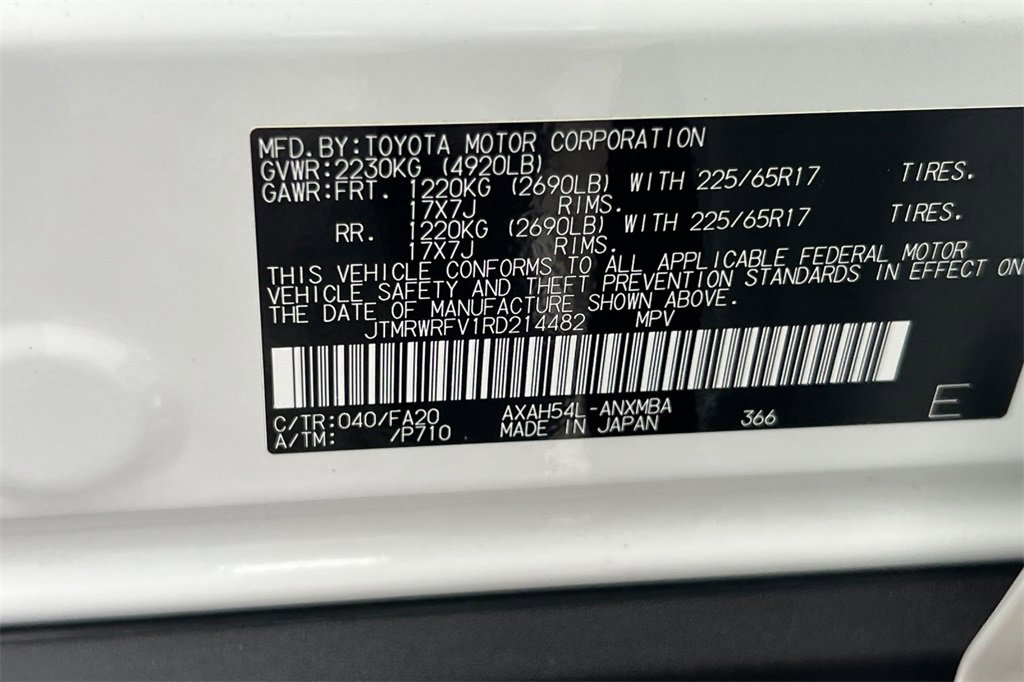 MFD.BY:TOYOTA MOTOR CORPORATION
GVWR:2230KG (4920LB)
GAWR:FRT. 1220KG (2690LB) WITH 225/65R17 TIRES.
17X7J RIMS.
RR. 1220KG (2690LB) WITH 225/65R17 TIRES.
17X7J RIMS.
THIS VEHICLE CONFORMS TO ALL APPLICABLE FEDERAL MOTOR
VEHICLE SAFETY AND THEFT PREVENTION STANDARDS IN EFFECT ON
THE DATE OF MANUFACTURE SHOWN ABOVE.
JTMRWRFV1RD214482 MPV
C/TR:040/FA20 AXAH54L-ANXMBA 366 E
A/TM: /P710 MADE IN JAPAN